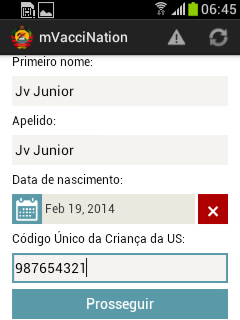 06:45
mVacciNation
Primeiro nome:
Jv Junior
Apelido:
Jv Junior
Data de nascimento:
Feb 19, 2014
Código Único da Criança da US:
987654321
Prosseguir